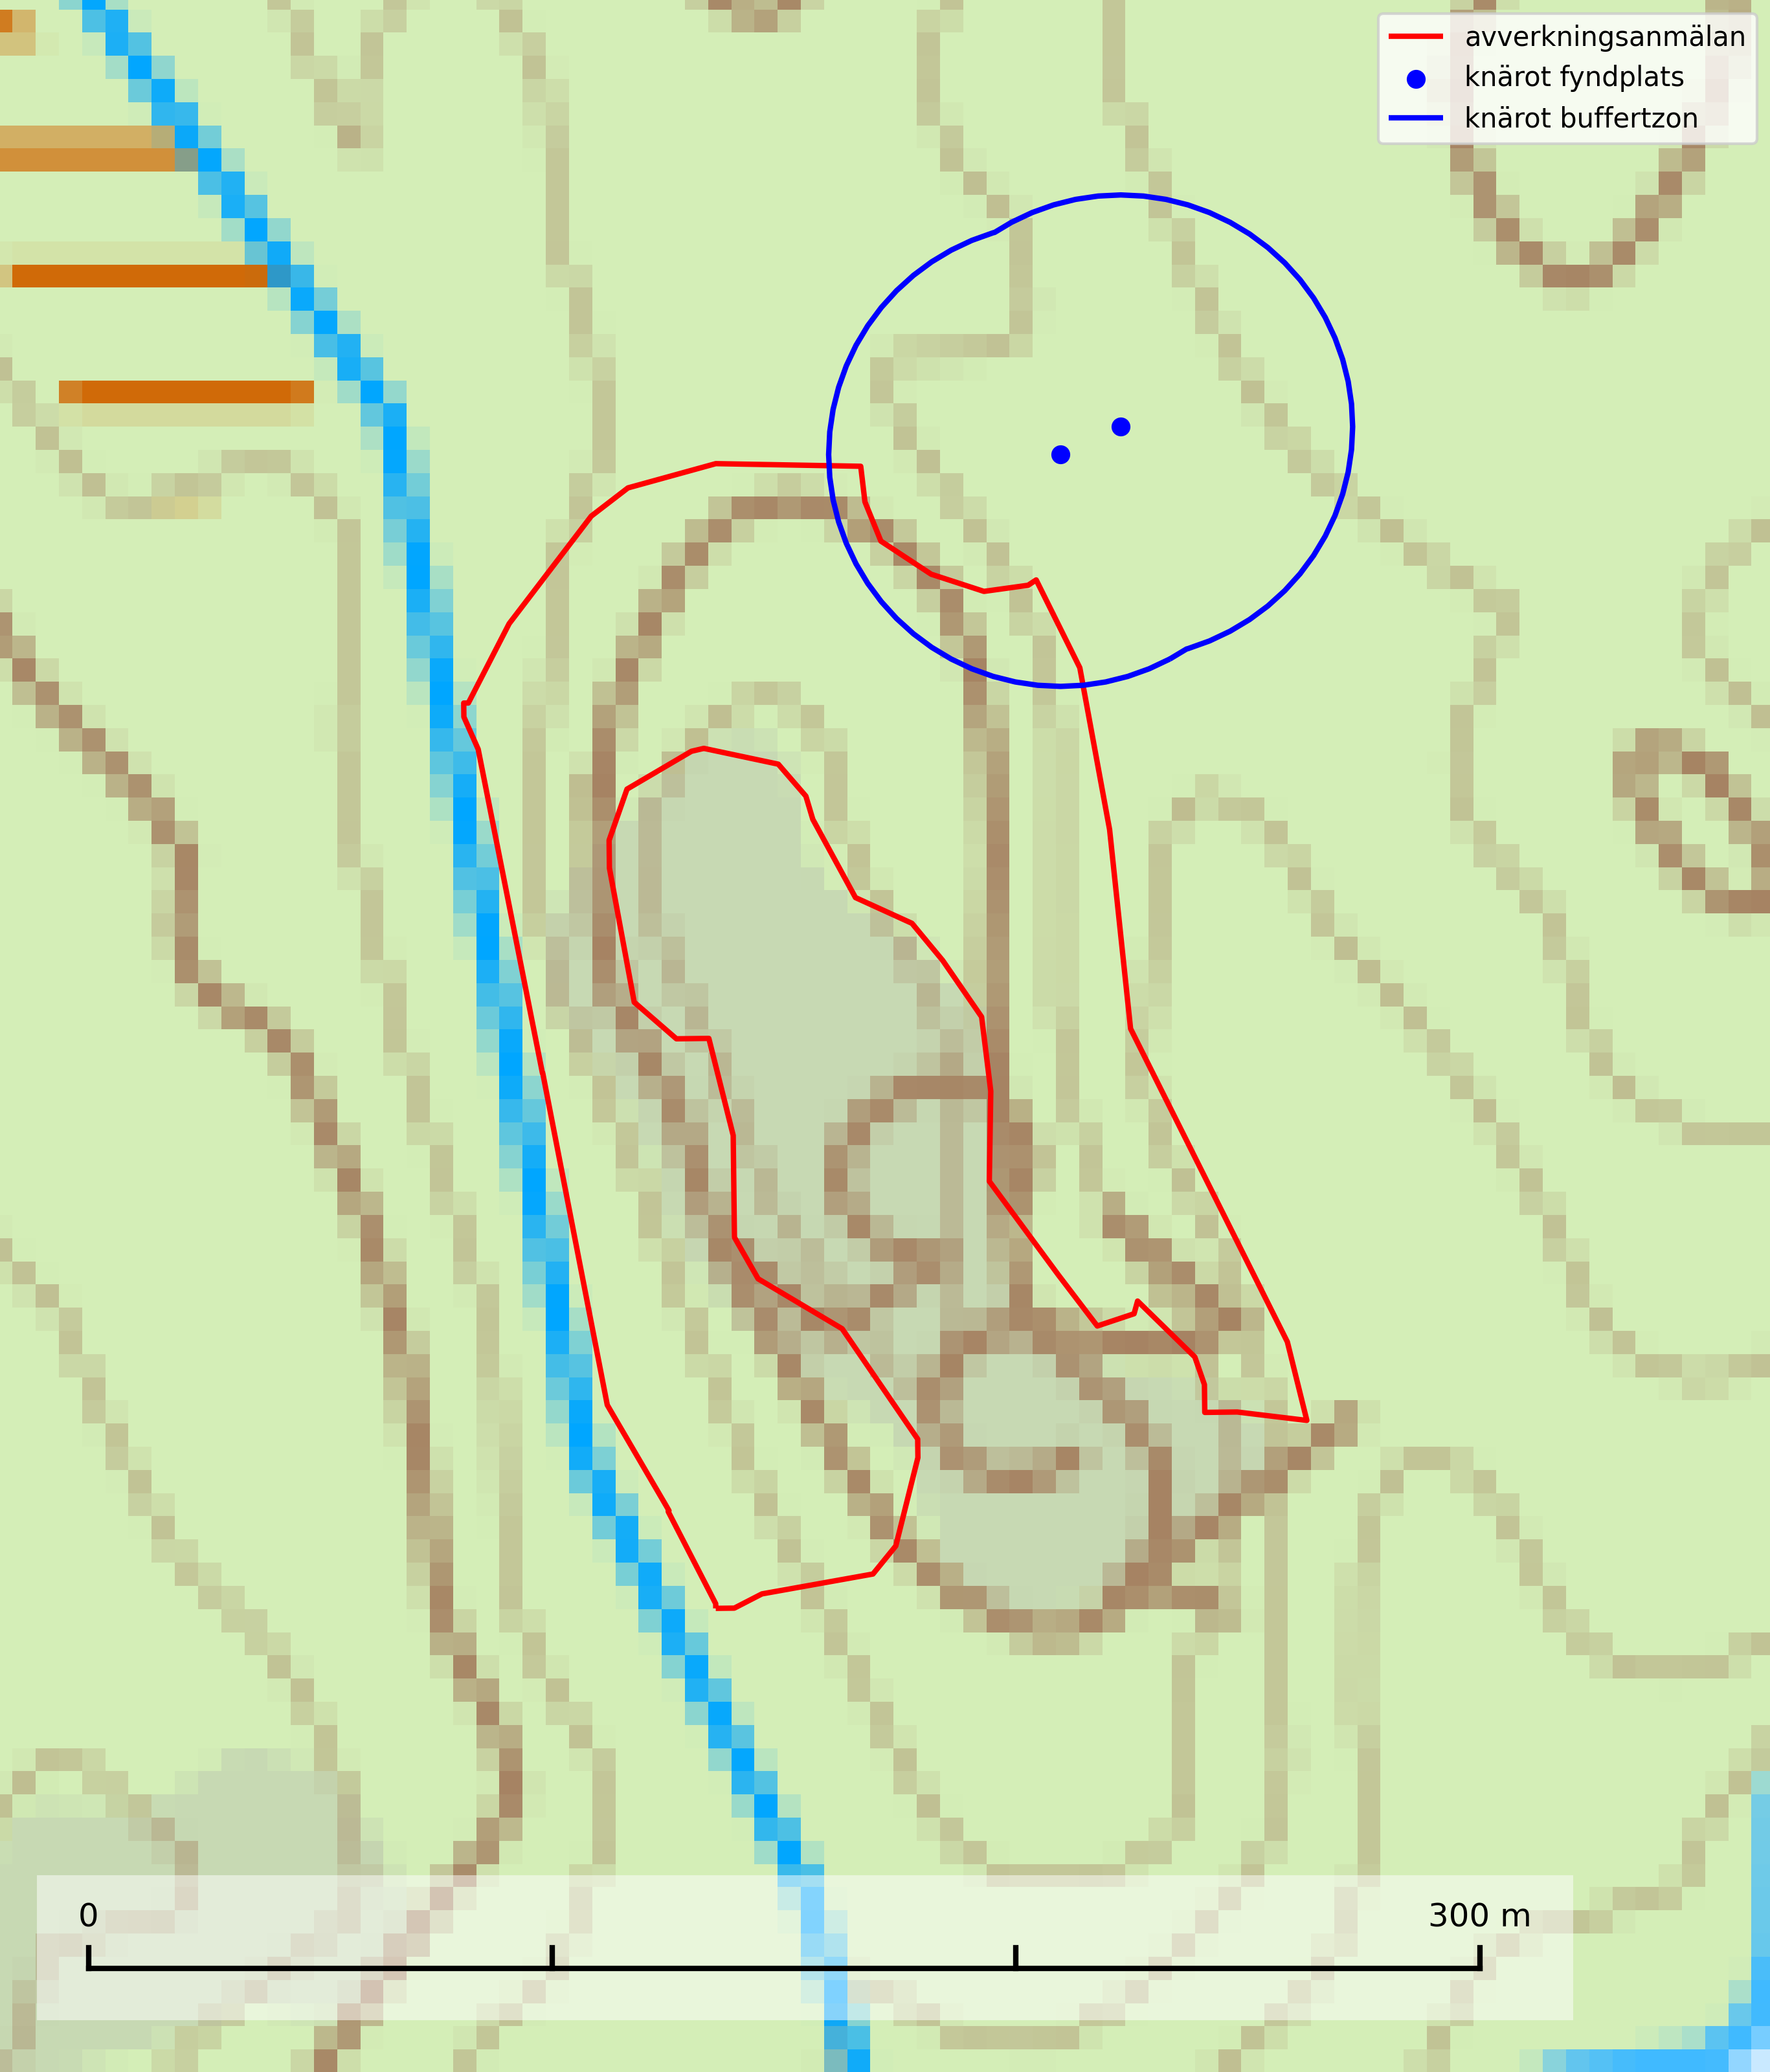 avverkningsanmälan
knärot fyndplats
knärot buffertzon
0
300 m